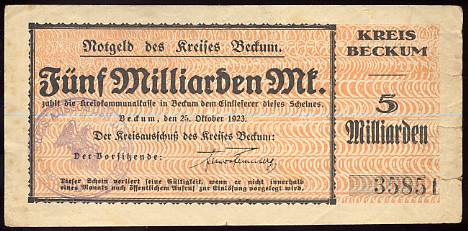 Notgeld des Kreises Beckum.
Fünf Milliarden Mk.
zahlt die Kreiskommunalkasse in Beckum dem Einlieferer dieses Scheines.
Beckum, den 25. Oktober 1923.
Der Kreisausschuß des Kreises Beckum:
Der Vorsitzende:
Dieser Schein verliert seine Gültigkeit, wenn er nicht innerhalb
eines Monats nach öffentlichem Aufruf zur Einlösung vorgelegt wird.
KREIS
BECKUM
5
Milliarden
35851